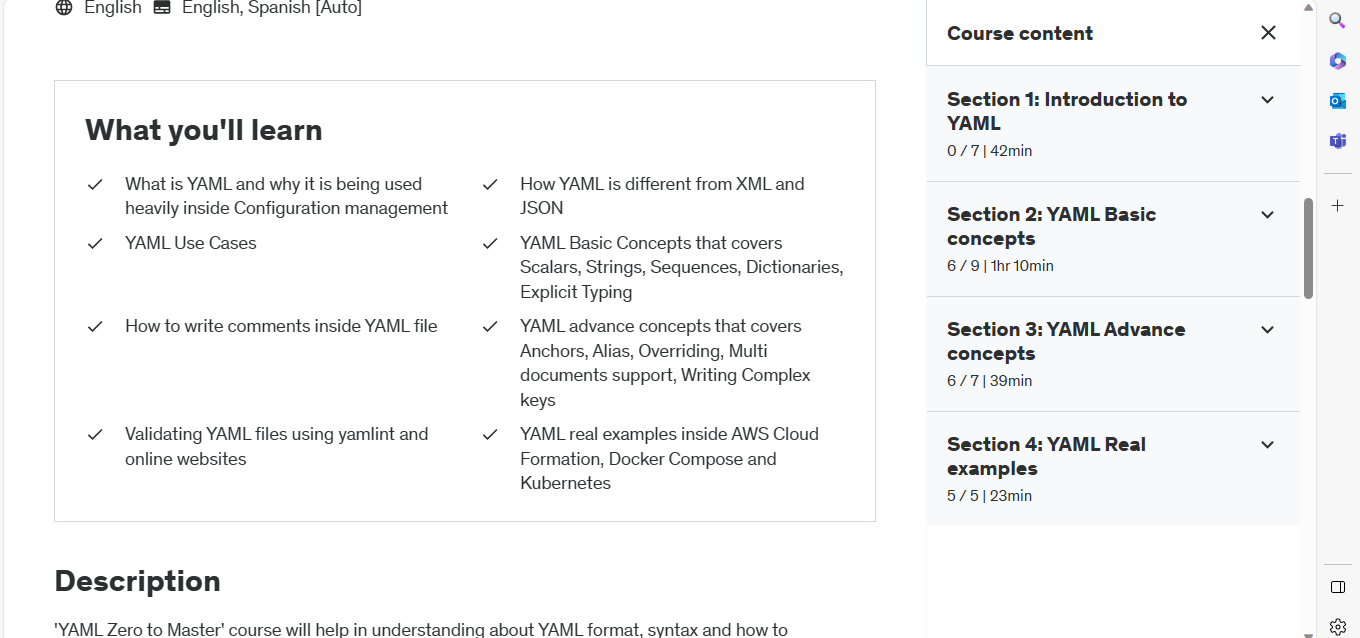 English English, Spanish [Auto]
What you'll learn
What is YAML and why it is being used
heavily inside Configuration management
How YAML is different from XML and
JSON
YAML Use Cases
YAML Basic Concepts that covers
Scalars, Strings, Sequences, Dictionaries,
Explicit Typing
How to write comments inside YAML file
YAML advance concepts that covers
Anchors, Alias, Overriding, Multi
documents support, Writing Complex
keys
Validating YAML files using yamlint and
online websites
YAML real examples inside AWS Cloud
Formation, Docker Compose and
Kubernetes
Description
'YAML Zero to Master' course will help in understanding about YAML format, syntax and how to
Course content
Section 1: Introduction to
YAML
0 / 7 | 42min
Section 2: YAML Basic
concepts
6 / 9 | 1hr 10min
Section 3: YAML Advance
concepts
6 / 7 | 39min
Section 4: YAML Real
examples
5 / 5 | 23min